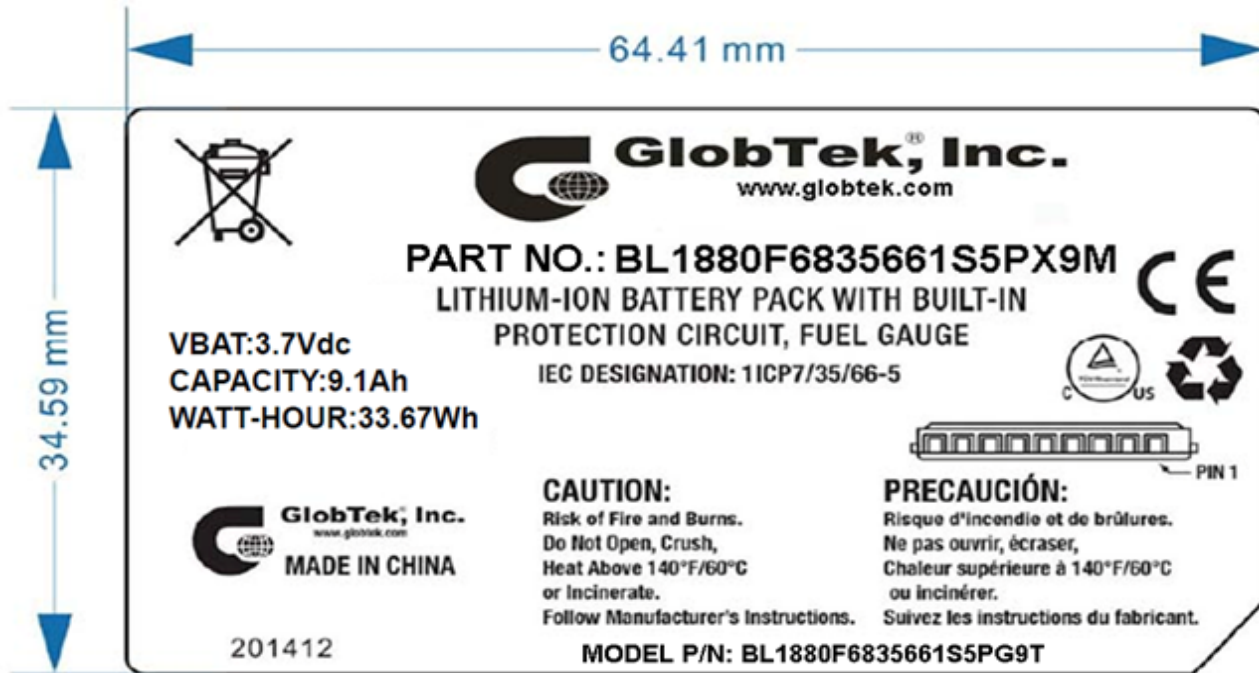 64.41 mm
34.59 mm
GlobTek,® Inc.
www.globtek.com
PART NO.: BL1880F6835661S5PX9M
LITHIUM-ION BATTERY PACK WITH BUILT-IN
PROTECTION CIRCUIT, FUEL GAUGE
IEC DESIGNATION: 1ICP7/35/66-5
CE
VBAT:3.7Vdc
CAPACITY:9.1Ah
WATT-HOUR:33.67Wh
C US
PIN 1
GlobTek, Inc.
www.globtek.com
MADE IN CHINA
201412
CAUTION:
Risk of Fire and Burns.
Do Not Open, Crush,
Heat Above 140°F/60°C
or Incinerate.
Follow Manufacturer's Instructions.
PRECAUCIÓN:
Risque d'incendie et de brûlures.
Ne pas ouvrir, écraser,
Chaleur supérieure à 140°F/60°C
ou incinérer.
Suivez les instructions du fabricant.
MODEL P/N: BL1880F6835661S5PG9T